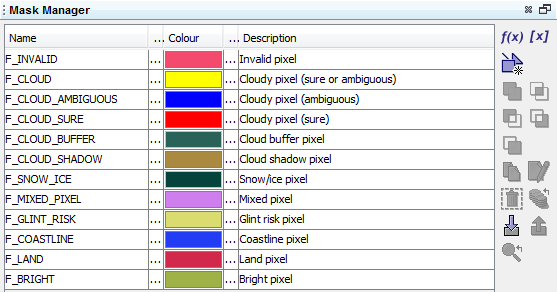 Mask Manager
f(x) [x]
Name ... Colour ... Description
F_INVALID ... ... Invalid pixel
F_CLOUD ... ... Cloudy pixel (sure or ambiguous)
F_CLOUD_AMBIGUOUS ... ... Cloudy pixel (ambiguous)
F_CLOUD_SURE ... ... Cloudy pixel (sure)
F_CLOUD_BUFFER ... ... Cloud buffer pixel
F_CLOUD_SHADOW ... ... Cloud shadow pixel
F_SNOW_ICE ... ... Snow/ice pixel
F_MIXED_PIXEL ... ... Mixed pixel
F_GLINT_RISK ... ... Glint risk pixel
F_COASTLINE ... ... Coastline pixel
F_LAND ... ... Land pixel
F_BRIGHT ... ... Bright pixel